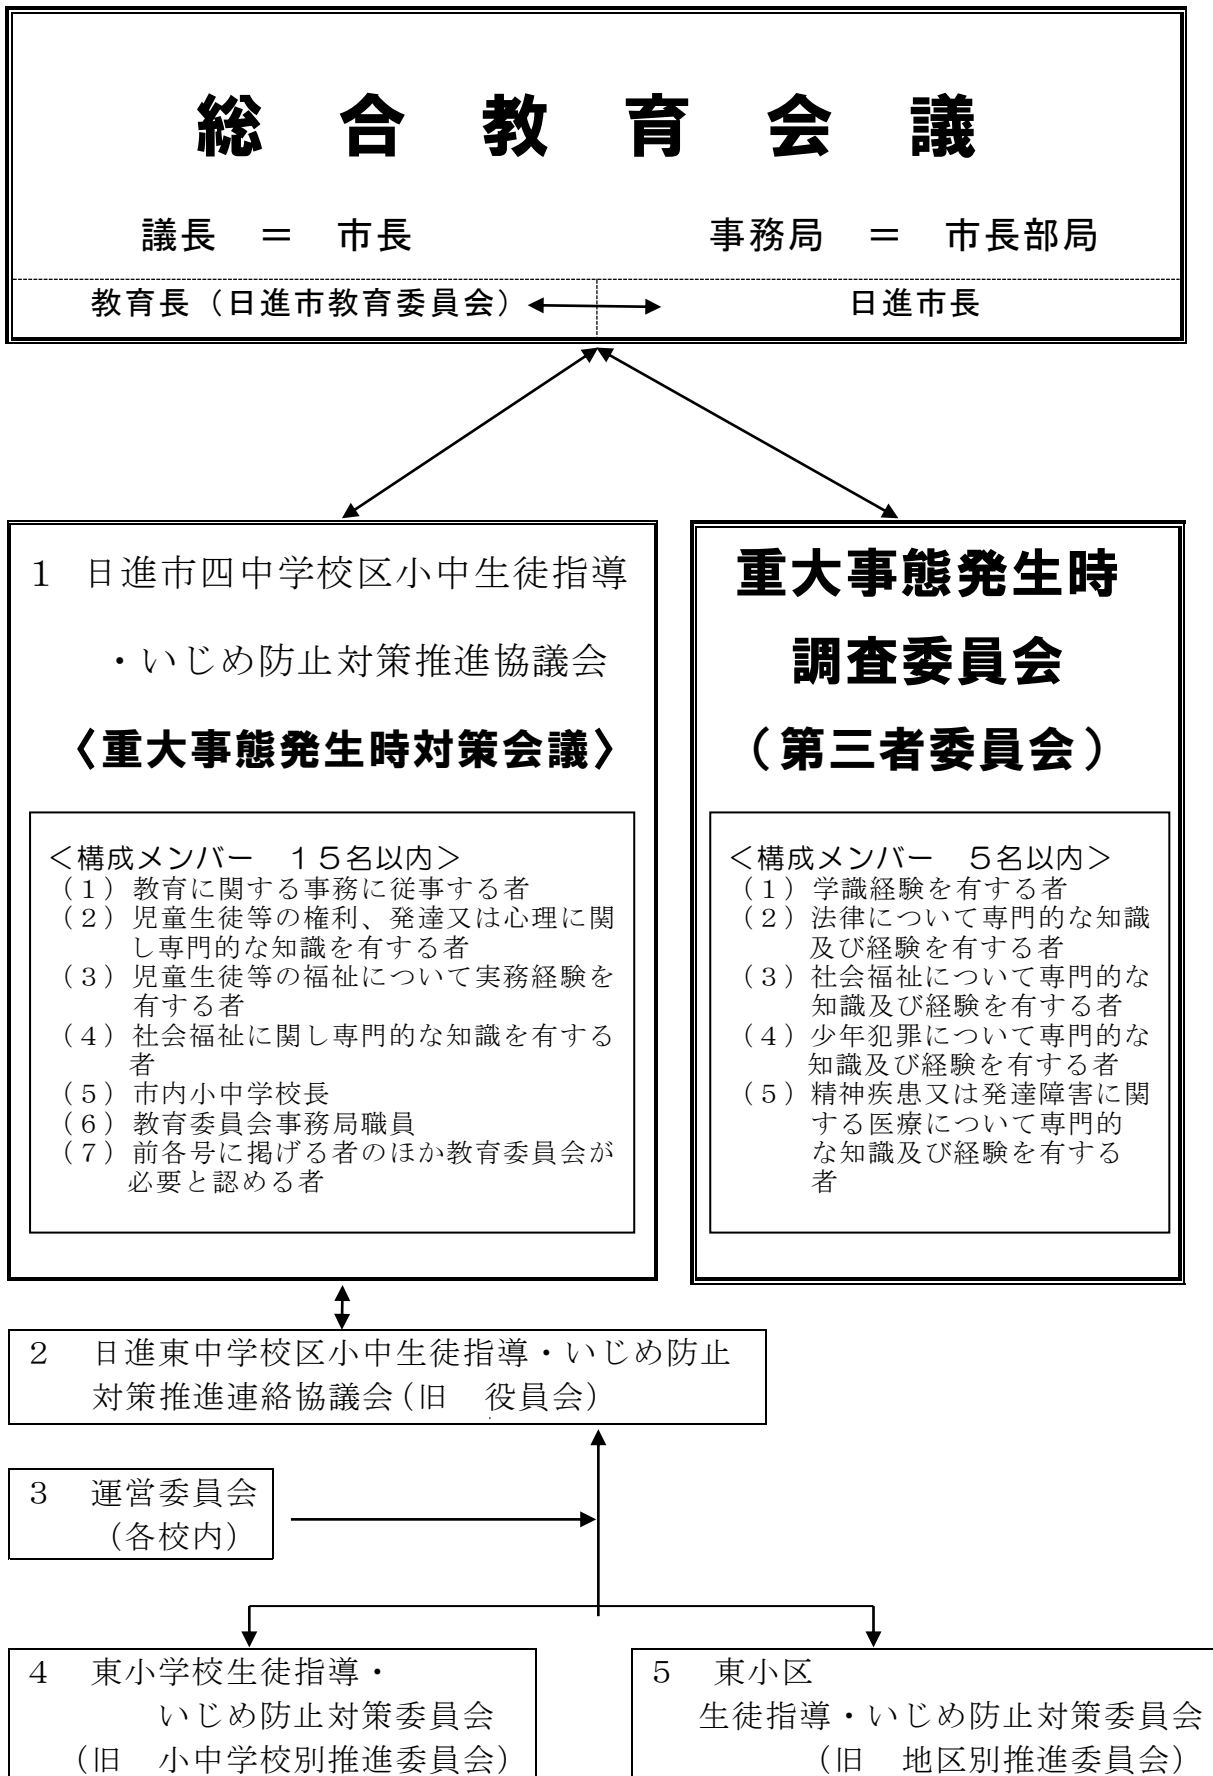 総合教育会議
議長　＝　市長　　事務局　＝　市長部局
教育長（日進市教育委員会）　日進市長
１　日進市四中学校区小中生徒指導
・いじめ防止対策推進協議会
〈重大事態発生時対策会議〉
＜構成メンバー　１５名以内＞
（１）教育に関する事務に従事する者
（２）児童生徒等の権利、発達又は心理に関
し専門的な知識を有する者
（３）児童生徒等の福祉について実務経験を
有する者
（４）社会福祉に関し専門的な知識を有する
者
（５）市内小中学校長
（６）教育委員会事務局職員
（７）前各号に掲げる者のほか教育委員会が
必要と認める者
重大事態発生時
調査委員会
（第三者委員会）
＜構成メンバー　５名以内＞
（１）学識経験を有する者
（２）法律について専門的な知識
及び経験を有する者
（３）社会福祉について専門的な
知識及び経験を有する者
（４）少年犯罪について専門的な
知識及び経験を有する者
（５）精神疾患又は発達障害に関
する医療について専門的
な知識及び経験を有する
者
２　日進東中学校区小中生徒指導・いじめ防止
対策推進連絡協議会（旧　役員会）
３　運営委員会
（各校内）
４　東小学校生徒指導・
いじめ防止対策委員会
（旧　小中学校別推進委員会）
５　東小区
生徒指導・いじめ防止対策委員会
（旧　地区別推進委員会）